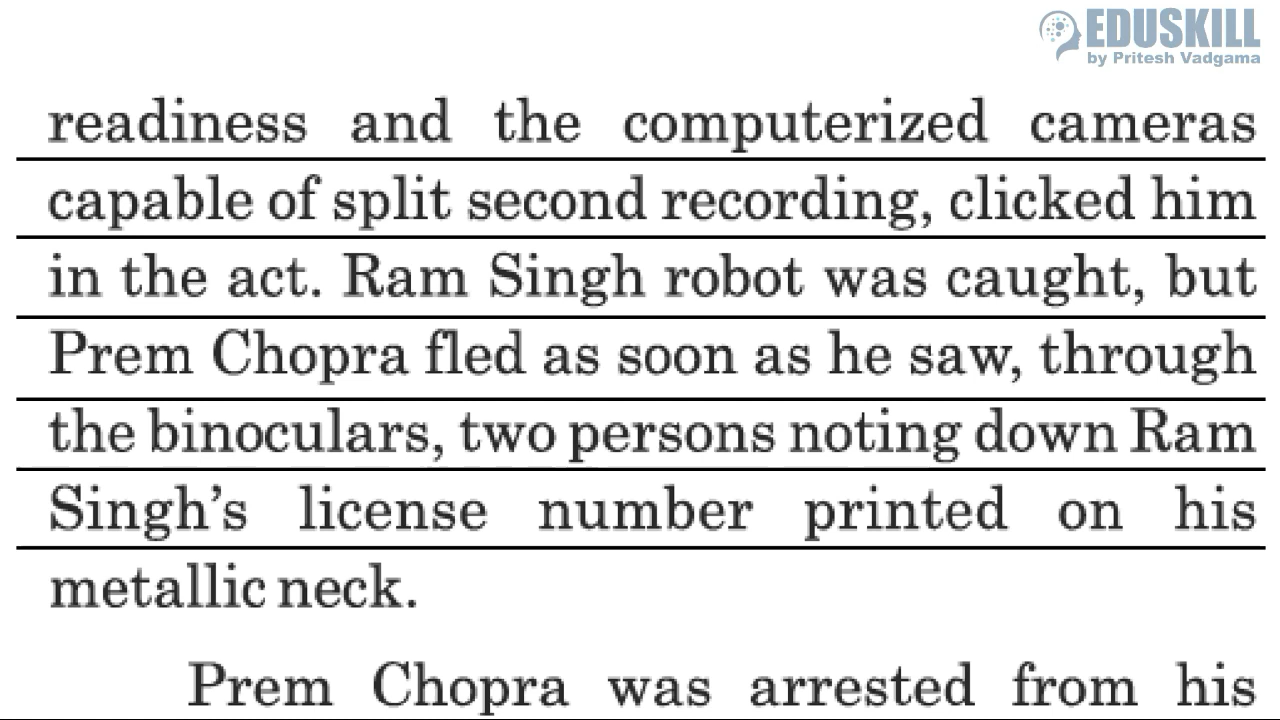 EDUSKILL
by Pritesh Vadgama
readiness and the computerized cameras
capable of split second recording, clicked him
in the act. Ram Singh robot was caught, but
Prem Chopra fled as soon as he saw, through
the binoculars, two persons noting down Ram
Singh's license number printed on his
metallic neck.
Prem Chopra was arrested from his